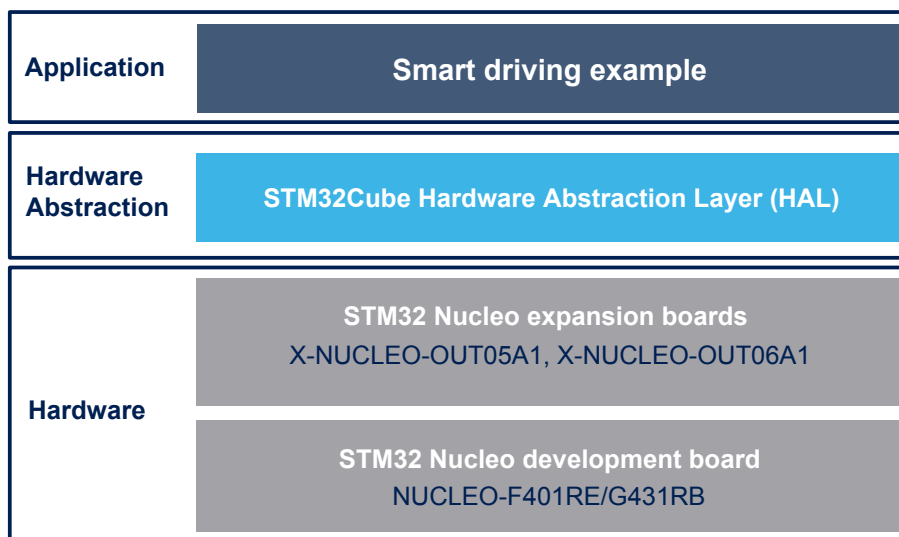 Application
Smart driving example
Hardware
Abstraction
STM32Cube Hardware Abstraction Layer (HAL)
Hardware
STM32 Nucleo expansion boards
X-NUCLEO-OUT05A1, X-NUCLEO-OUT06A1
STM32 Nucleo development board
NUCLEO-F401RE/G431RB